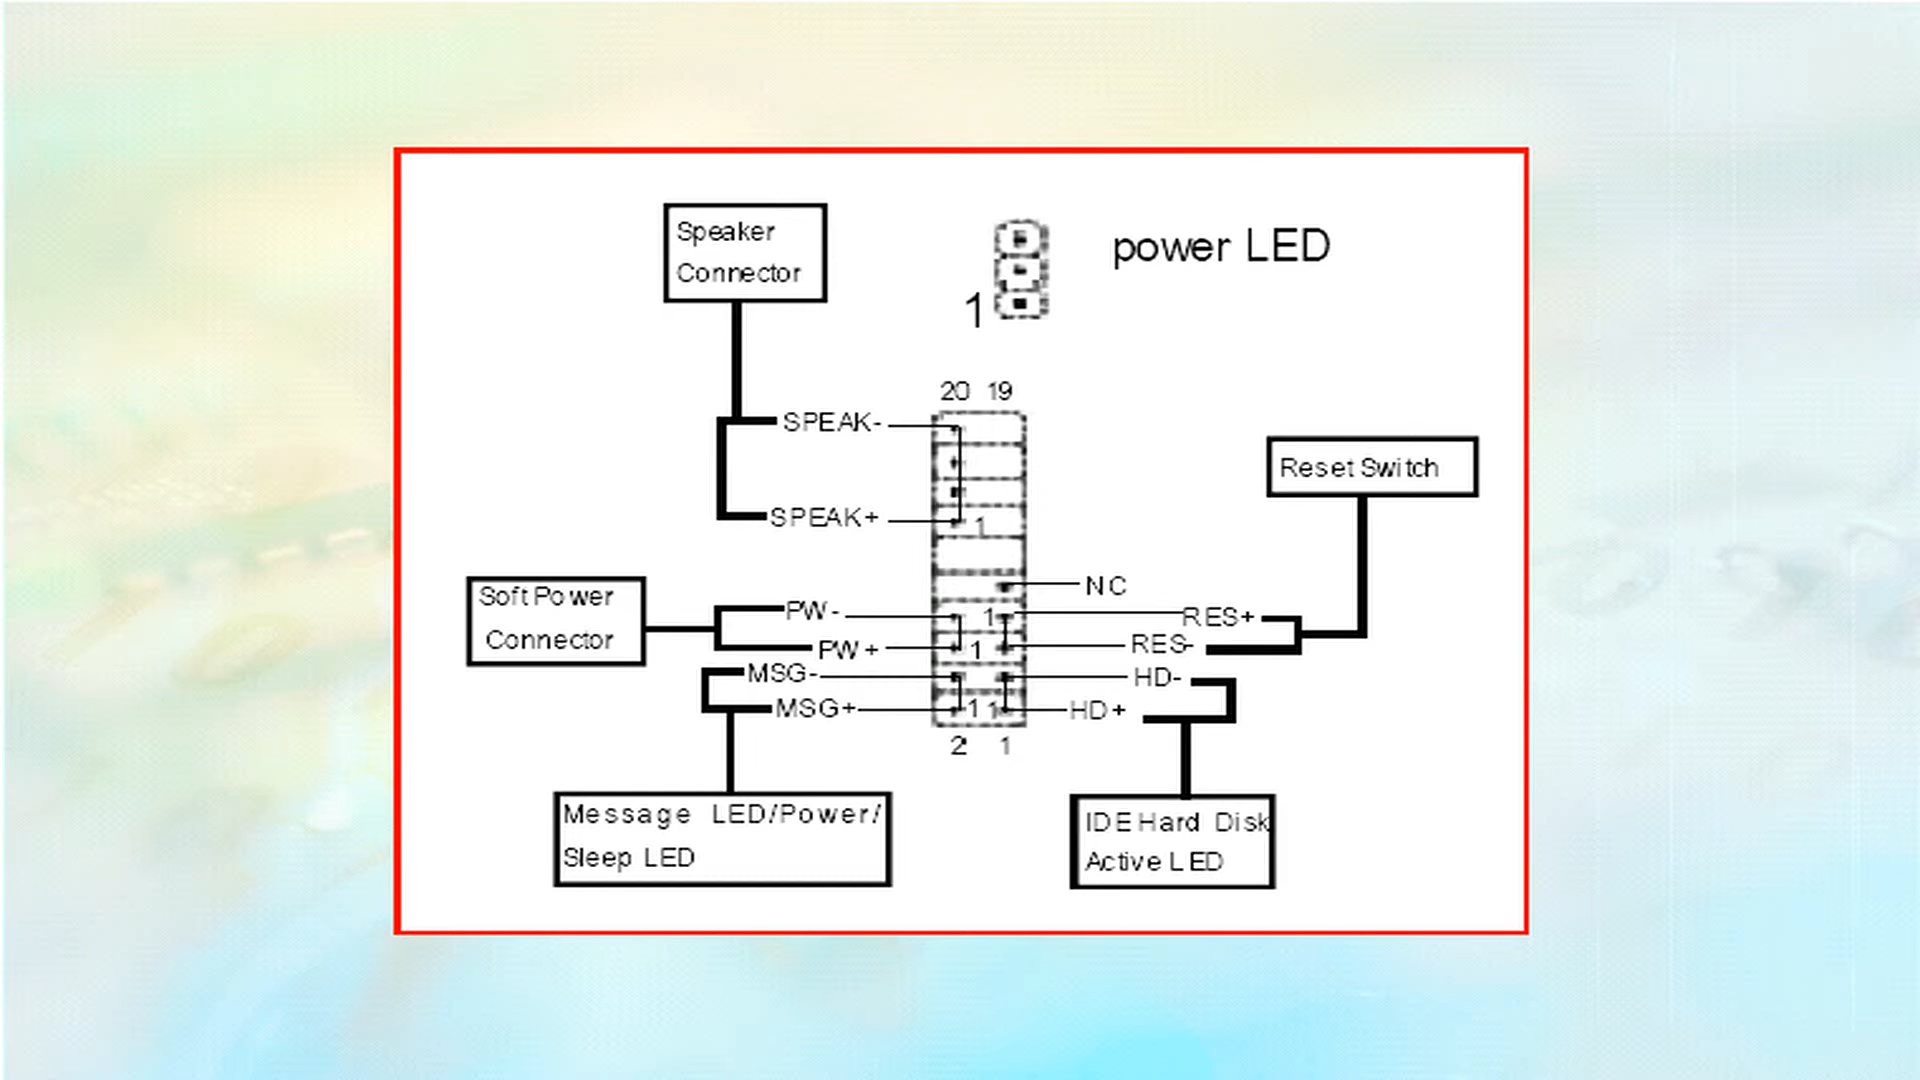 Speaker
Connector
power LED
1
20 19
SPEAK-
SPEAK+
1
Reset Switch
Soft Power
Connector
NC
PW-
1
RES+
PW+
1
RES-
MSG-
HD-
MSG+
1 1
HD+
2 1
Message LED/Power/
Sleep LED
IDE Hard Disk
Active LED